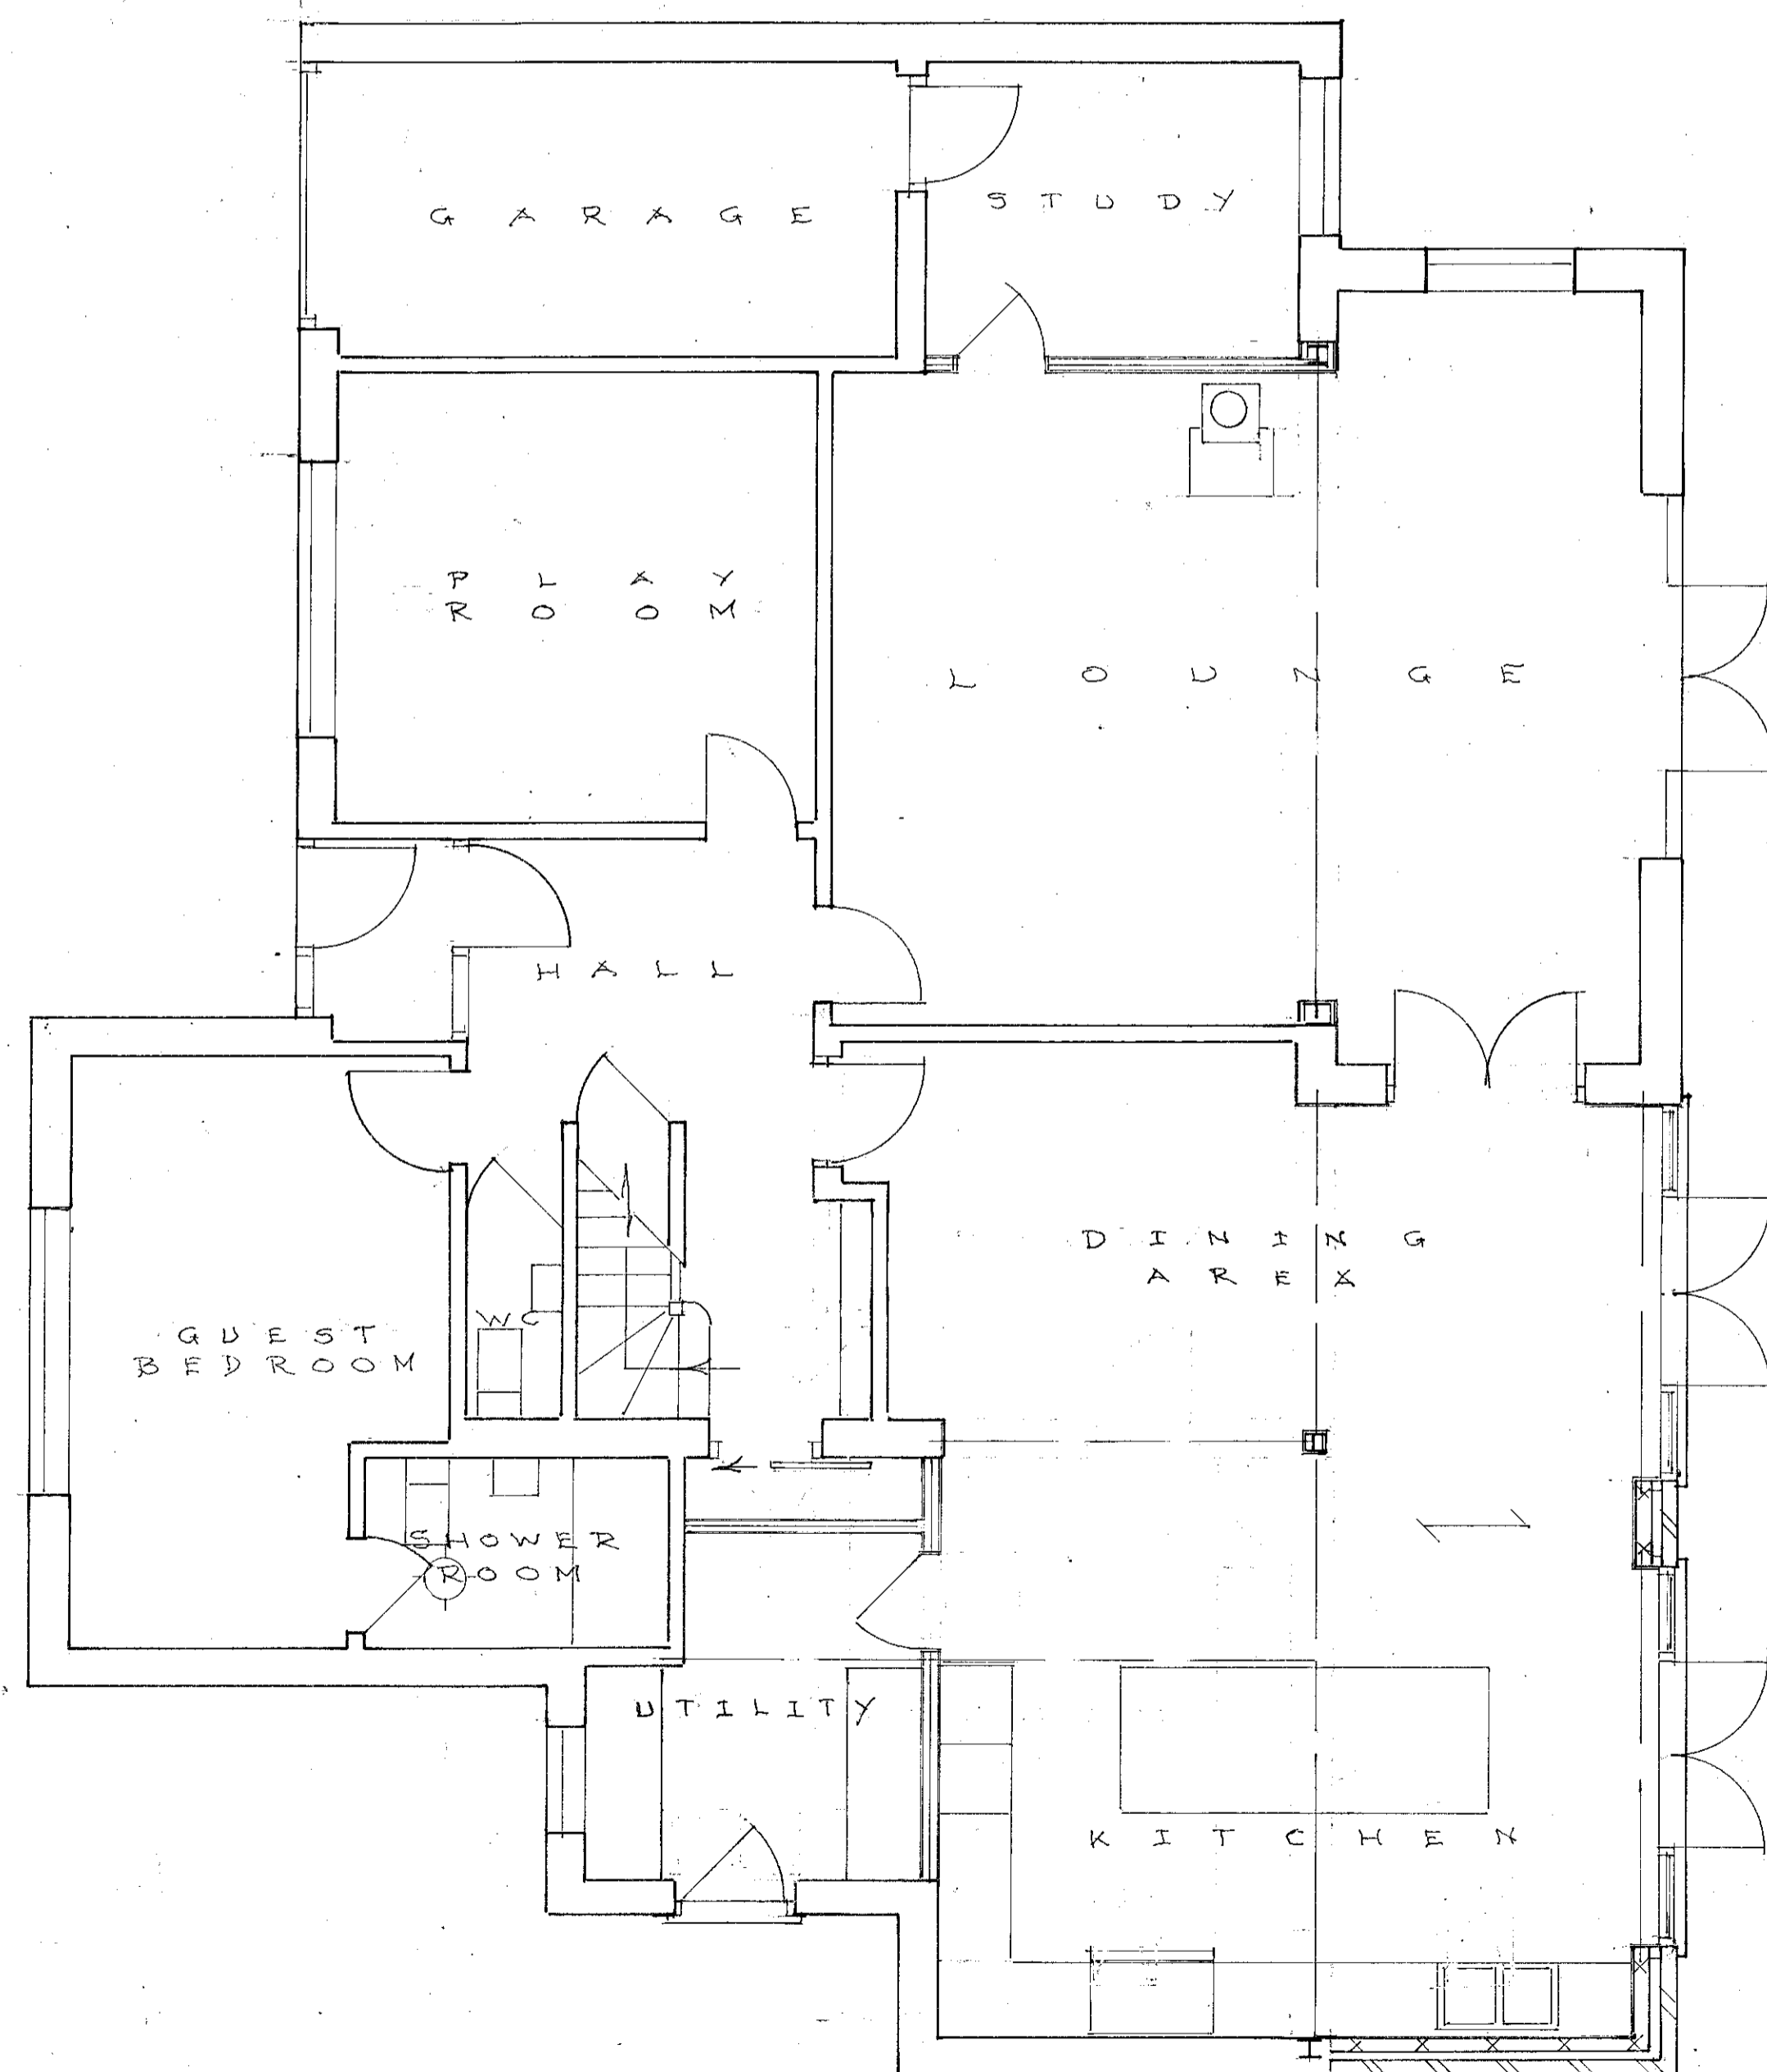 GARAGE
STUDY
PLAY
ROOM
LOUNGE
HALL
DINING
AREA
WC
GUEST
BEDROOM
SHOWER
ROOM
UTILITY
KITCHEN